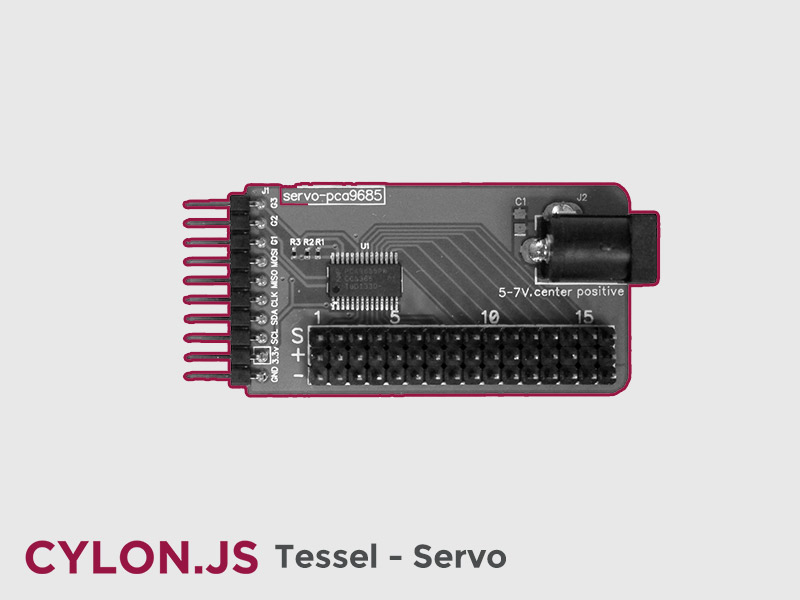 J1
servo-pca9685
G3
G2
G1
MOSI
MISO
CLK
SDA
SCL
3.3v
GND
R3 R2 R1
U1
C1
J2
5-7V.center positive
1 5 10 15
S
+
-
CYLON.JS Tessel - Servo